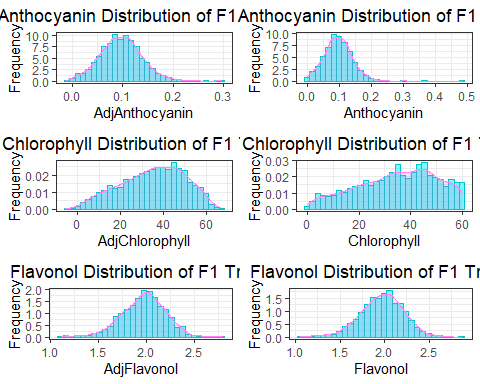 Anthocyanin Distribution of F1
Frequency
10.0
7.5
5.0
2.5
0.0
0.0 0.1 0.2 0.3
AdjAnthocyanin
Anthocyanin Distribution of F1
Frequency
10.0
7.5
5.0
2.5
0.0
0.0 0.1 0.2 0.3 0.4 0.5
Anthocyanin
Chlorophyll Distribution of F1
Frequency
0.02
0.01
0.00
0 20 40 60
AdjChlorophyll
Chlorophyll Distribution of F1
Frequency
0.03
0.02
0.01
0.00
0 20 40 60
Chlorophyll
Flavonol Distribution of F1 Tr
Frequency
2.0
1.5
1.0
0.5
0.0
1.0 1.5 2.0 2.5
AdjFlavonol
Flavonol Distribution of F1 Tr
Frequency
1.5
1.0
0.5
0.0
1.0 1.5 2.0 2.5
Flavonol